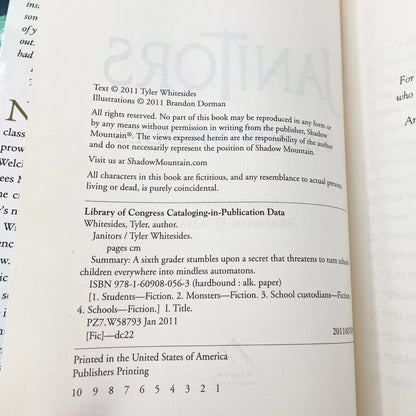 JANITORS
Text © 2011 Tyler Whitesides
Illustrations © 2011 Brandon Dorman
All rights reserved. No part of this book may be reproduced in any form or
by any means without permission in writing from the publisher, Shadow
Mountain®. The views expressed herein are the responsibility of the author
and do not necessarily represent the position of Shadow Mountain.
Visit us at ShadowMountain.com
All characters in this book are fictitious, and any resemblance to actual persons,
living or dead, is purely coincidental.
Library of Congress Cataloging-in-Publication Data
Whitesides, Tyler, author.
Janitors / Tyler Whitesides.
pages cm
Summary: A sixth grader stumbles upon a secret that threatens to turn school
children everywhere into mindless automatons.
ISBN 978-1-60908-056-3 (hardbound : alk. paper)
[1. Students—Fiction. 2. Monsters—Fiction. 3. School custodians—Fiction.
4. Schools—Fiction.] I. Title.
PZ7.W58793 Jan 2011
[Fic]—dc22
Printed in the United States of America
Publishers Printing
10 9 8 7 6 5 4 3 2 1
For
who